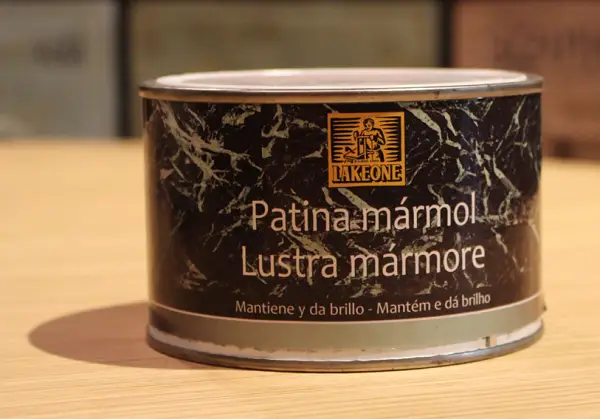 LAKEONE
Patina mármol
Lustra marmore
Mantiene y da brillo - Mantém e dá brilho